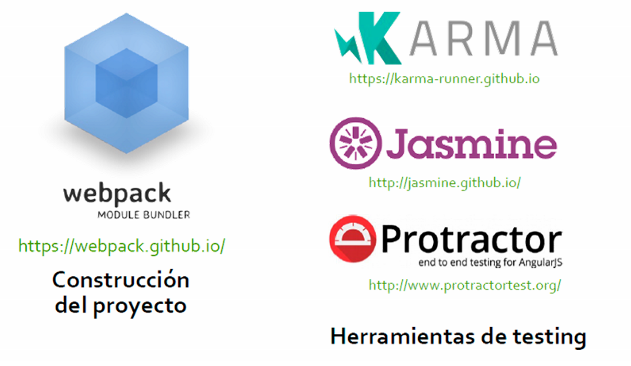 webpack
MODULE BUNDLER
https://webpack.github.io/
Construcción
del proyecto
KARMA
https://karma-runner.github.io
Jasmine
http://jasmine.github.io/
Protractor
end to end testing for AngularJS
http://www.protractortest.org/
Herramientas de testing